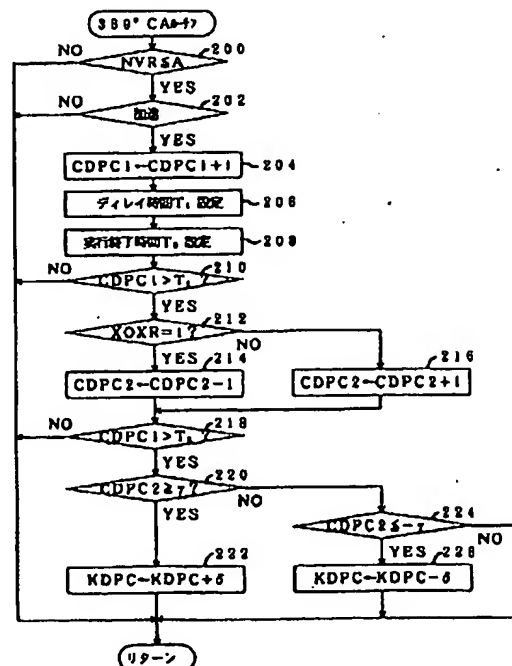 360° CAルーチン
200
NVR≦A
NO
YES
202
加速
NO
YES
CDPC1←CDPC1+1
204
ディレイ時間T₁設定
206
実行終了時間T₂設定
208
210
CDPC1>T₁?
NO
YES
212
XOXR=1?
NO
YES
214
216
CDPC2←CDPC2-1
CDPC2←CDPC2+1
218
CDPC1>T₂?
NO
YES
220
CDPC2≧γ?
NO
YES
224
CDPC2≦-γ
NO
YES
222
226
KDPC←KDPC+δ
KDPC←KDPC-δ
リターン